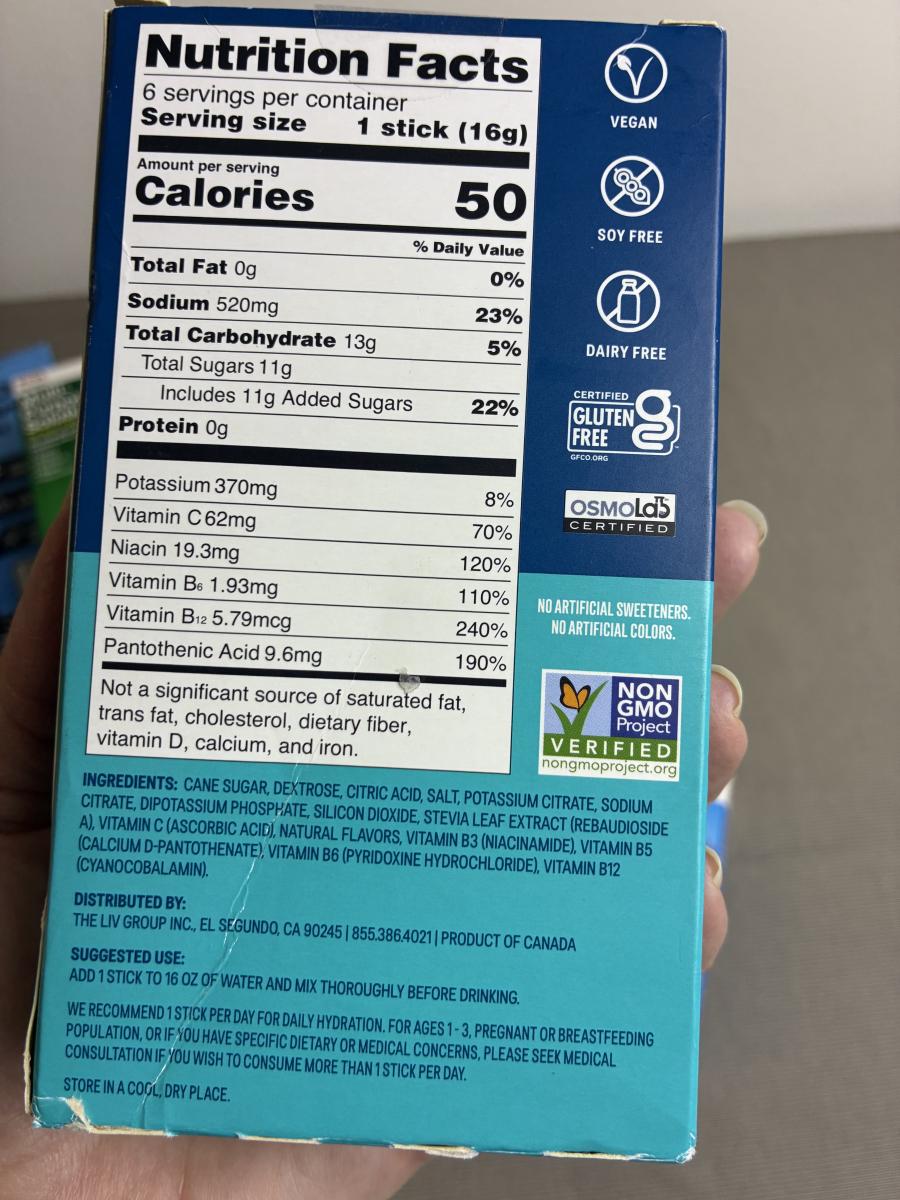 Nutrition Facts
6 servings per container
Serving size 1 stick (16g)
Amount per serving
Calories 50
% Daily Value
Total Fat 0g 0%
Sodium 520mg 23%
Total Carbohydrate 13g 5%
Total Sugars 11g
Includes 11g Added Sugars 22%
Protein 0g
Potassium 370mg 8%
Vitamin C 62mg 70%
Niacin 19.3mg 120%
Vitamin B6 1.93mg 110%
Vitamin B12 5.79mcg 240%
Pantothenic Acid 9.6mg 190%
Not a significant source of saturated fat,
trans fat, cholesterol, dietary fiber,
vitamin D, calcium, and iron.
VEGAN
SOY FREE
DAIRY FREE
CERTIFIED
GLUTEN
FREE
GFCO.ORG
OSMOLab
CERTIFIED
NO ARTIFICIAL SWEETENERS.
NO ARTIFICIAL COLORS.
NON
GMO
Project
VERIFIED
nongmoproject.org
INGREDIENTS: CANE SUGAR, DEXTROSE, CITRIC ACID, SALT, POTASSIUM CITRATE, SODIUM
CITRATE, DIPOTASSIUM PHOSPHATE, SILICON DIOXIDE, STEVIA LEAF EXTRACT (REBAUDIOSIDE
A), VITAMIN C (ASCORBIC ACID), NATURAL FLAVORS, VITAMIN B3 (NIACINAMIDE), VITAMIN B5
(CALCIUM D-PANTOTHENATE), VITAMIN B6 (PYRIDOXINE HYDROCHLORIDE), VITAMIN B12
(CYANOCOBALAMIN).
DISTRIBUTED BY:
THE LIV GROUP INC., EL SEGUNDO, CA 90245 | 855.386.4021 | PRODUCT OF CANADA
SUGGESTED USE:
ADD 1 STICK TO 16 OZ OF WATER AND MIX THOROUGHLY BEFORE DRINKING.
WE RECOMMEND 1 STICK PER DAY FOR DAILY HYDRATION. FOR AGES 1 - 3, PREGNANT OR BREASTFEEDING
POPULATION, OR IF YOU HAVE SPECIFIC DIETARY OR MEDICAL CONCERNS, PLEASE SEEK MEDICAL
CONSULTATION IF YOU WISH TO CONSUME MORE THAN 1 STICK PER DAY.
STORE IN A COOL, DRY PLACE.